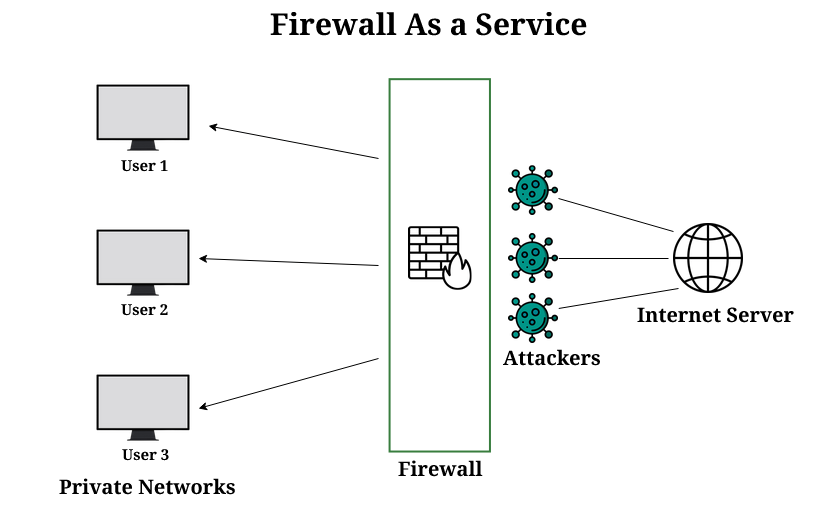 Firewall As a Service
User 1
User 2
User 3
Private Networks
Firewall
Attackers
Internet Server